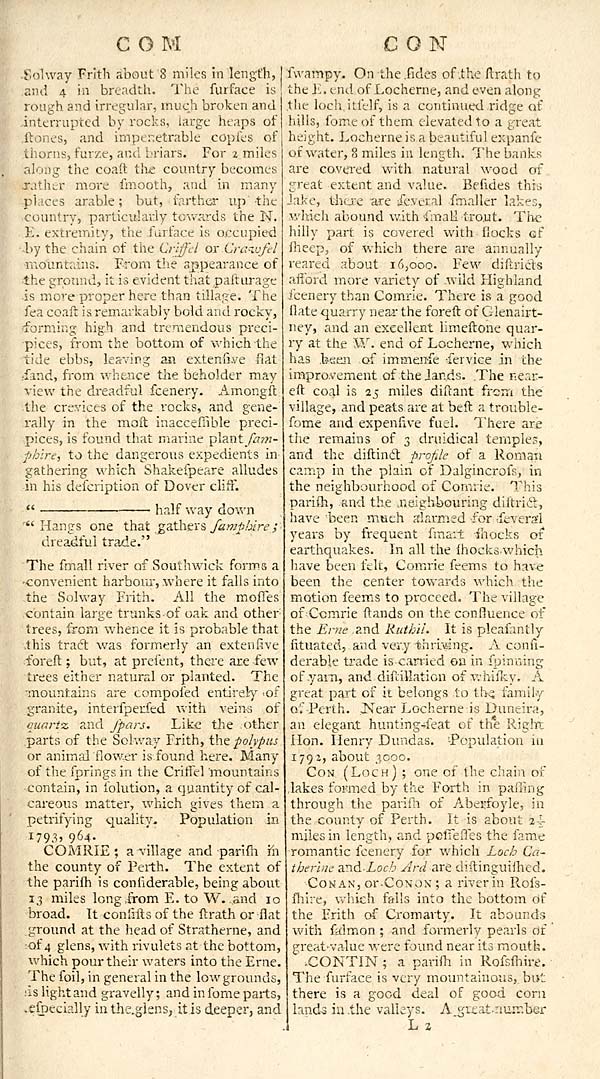 COM
Solway Frith about 8 miles in length,
and 4 in breadth. The ſurface is
rough and irregular, much broken and
interrupted by rocks, large heaps of
ſtones, and impenetrable copſes of
thorns, furze, and briars. For 2 miles
along the coaſt the country becomes
rather more ſmooth, and in many
places arable; but, farther up the
country, particularly towards the N.
E. extremity, the ſurface is occupied
by the chain of the Criffel or Crawfel
mountains. From the appearance of
the ground, it is evident that paſturage
is more proper here than tillage. The
ſea coaſt is remarkably bold and rocky,
forming high and tremendous preci-
pices, from the bottom of which the
tide ebbs, leaving an extenſive flat
ſand, from whence the beholder may
view the dreadful ſcenery. Amongſt
the crevices of the rocks, and gene-
rally in the moſt inacceſſible preci-
pices, is found that marine plant ſam-
phire, to the dangerous expedients in
gathering which Shakeſpeare alludes
in his deſcription of Dover cliff.
“ ——— half way down
“ Hangs one that gathers ſamphire;
dreadful trade.”
The ſmall river of Southwick forms a
convenient harbour, where it falls into
the Solway Frith. All the moſſes
contain large trunks of oak and other
trees, from whence it is probable that
this tract was formerly an extenſive
foreſt; but, at preſent, there are few
trees either natural or planted. The
mountains are compoſed entirely of
granite, interſperſed with veins of
quartz and ſpars. Like the other
parts of the Solway Frith, the polypus
or animal flower is found here. Many
of the ſprings in the Criffel mountains
contain, in ſolution, a quantity of cal-
careous matter, which gives them a
petrifying quality. Population in
1793, 964.
COMRIE; a village and pariſh in
the county of Perth. The extent of
the pariſh is conſiderable, being about
13 miles long from E. to W. and 10
broad. It conſiſts of the ſtrath or flat
ground at the head of Stratherne, and
of 4 glens, with rivulets at the bottom,
which pour their waters into the Erne.
The ſoil, in general in the low grounds,
is light and gravelly; and in ſome parts,
eſpecially in the glens, it is deeper, and
CON
ſwampy. On the ſides of the ſtrath to
the E. end of Locherne, and even along
the loch itſelf, is a continued ridge of
hills, ſome of them elevated to a great
height. Locherne is a beautiful expanſe
of water, 8 miles in length. The banks
are covered with natural wood of
great extent and value. Beſides this
lake, there are ſeveral ſmaller lakes,
which abound with ſmall trout. The
hilly part is covered with flocks of
ſheep, of which there are annually
reared about 16,000. Few diſtricts
afford more variety of wild Highland
ſcenery than Comrie. There is a good
ſlate quarry near the foreſt of Glenairt-
ney, and an excellent limeſtone quar-
ry at the W. end of Locherne, which
has been of immenſe ſervice in the
improvement of the lands. The near-
eſt coal is 25 miles diſtant from the
village, and peats are at beſt a trouble-
ſome and expenſive fuel. There are
the remains of 3 druidical temples,
and the diſtinct profile of a Roman
camp in the plain of Dalgincroſs, in
the neighbourhood of Comrie. This
pariſh, and the neighbouring diſtrict,
have been much alarmed for ſeveral
years by frequent ſmart ſhocks of
earthquakes. In all the ſhocks which
have been felt, Comrie ſeems to have
been the center towards which the
motion ſeems to proceed. The village
of Comrie ſtands on the confluence of
the Erne and Ruthil. It is pleaſantly
ſituated, and very thriving. A conſi-
derable trade is carried on in ſpinning
of yarn, and diſtillation of whiſky. A
great part of it belongs to the family
of Perth. Near Locherne is Duneira,
an elegant hunting-ſeat of the Right
Hon. Henry Dundas. Population in
1792, about 3000.
CON (LOCH); one of the chain of
lakes formed by the Forth in paſſing
through the pariſh of Aberfoyle, in
the county of Perth. It is about 2½
miles in length, and poſſeſſes the ſame
romantic ſcenery for which Loch Ca-
therine and Loch Ard are diſtinguiſhed.
CONAN, or CONON; a river in Roſs-
ſhire, which falls into the bottom of
the Frith of Cromarty. It abounds
with ſalmon; and formerly pearls of
great value were found near its mouth.
CONTIN; a pariſh in Roſsſhire.
The ſurface is very mountainous, but
there is a good deal of good corn
lands in the valleys. A great number
L 2